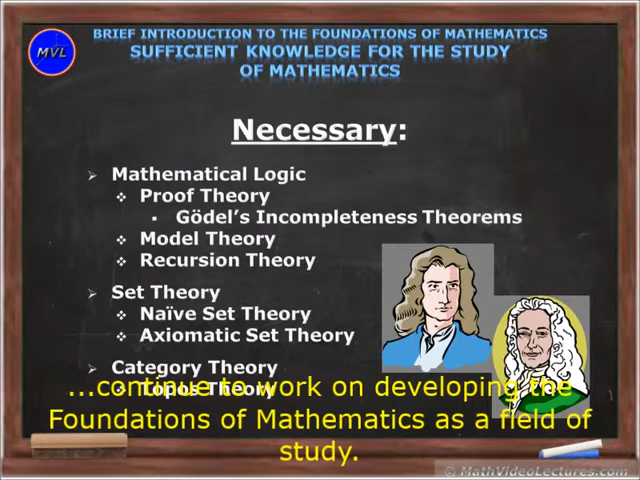 BRIEF INTRODUCTION TO THE FOUNDATIONS OF MATHEMATICS
SUFFICIENT KNOWLEDGE FOR THE STUDY
OF MATHEMATICS
MVL
Necessary:
Mathematical Logic
Proof Theory
Gödel's Incompleteness Theorems
Model Theory
Recursion Theory
Set Theory
Naïve Set Theory
Axiomatic Set Theory
Category Theory
Topos Theory
...continue to work on developing the
Foundations of Mathematics as a field of
study.
© MathVideoLectures.com